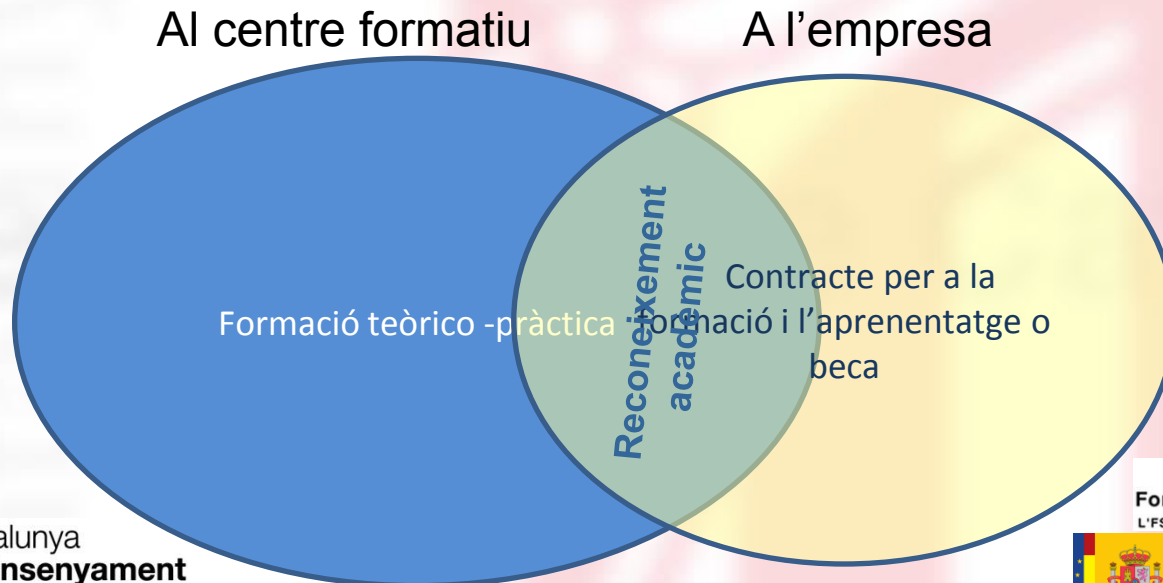 Al centre formatiu
A l'empresa
Formació teòrico -pràctica
Reconeixement
acadèmic
Contracte per a la
formació i l'aprenentatge o
beca
alunya
nsenyament
For
L'FS